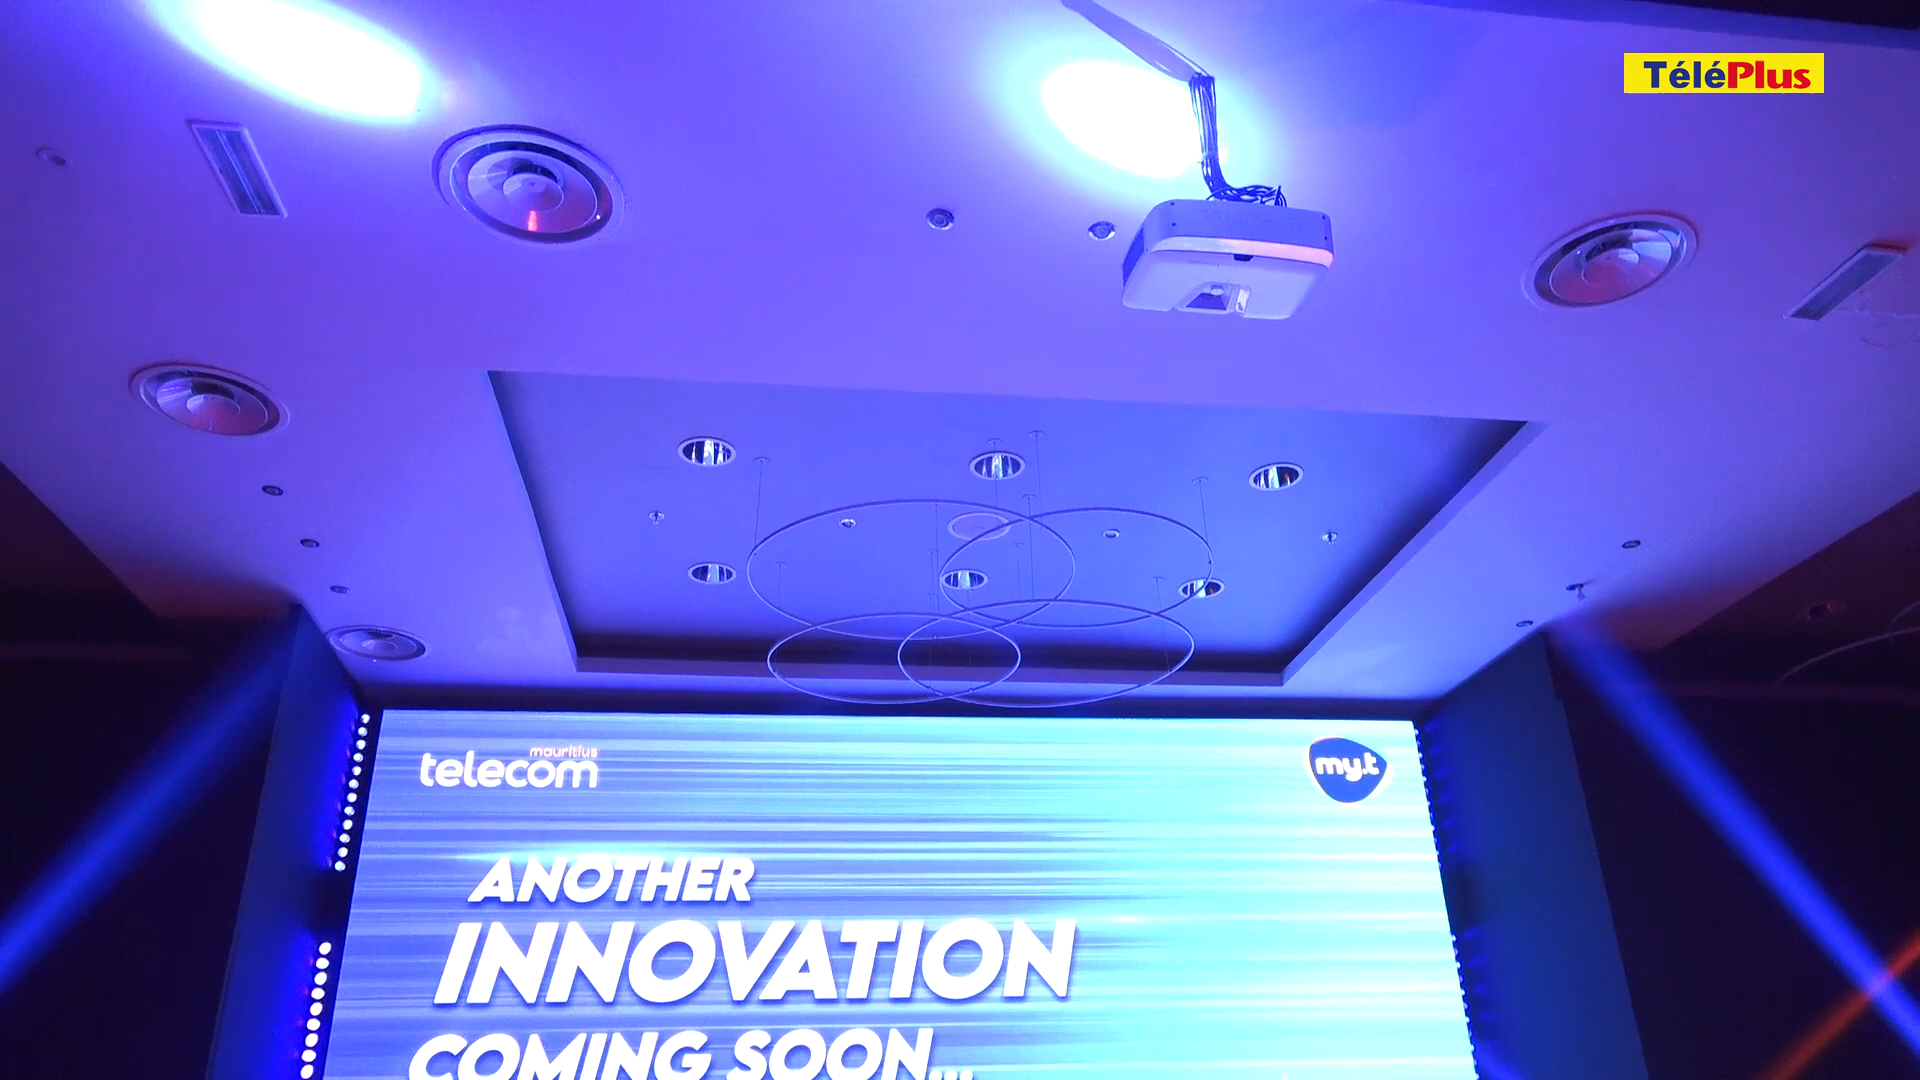 TéléPlus
mauritius
telecom
my.t
ANOTHER
INNOVATION
COMING SOON...